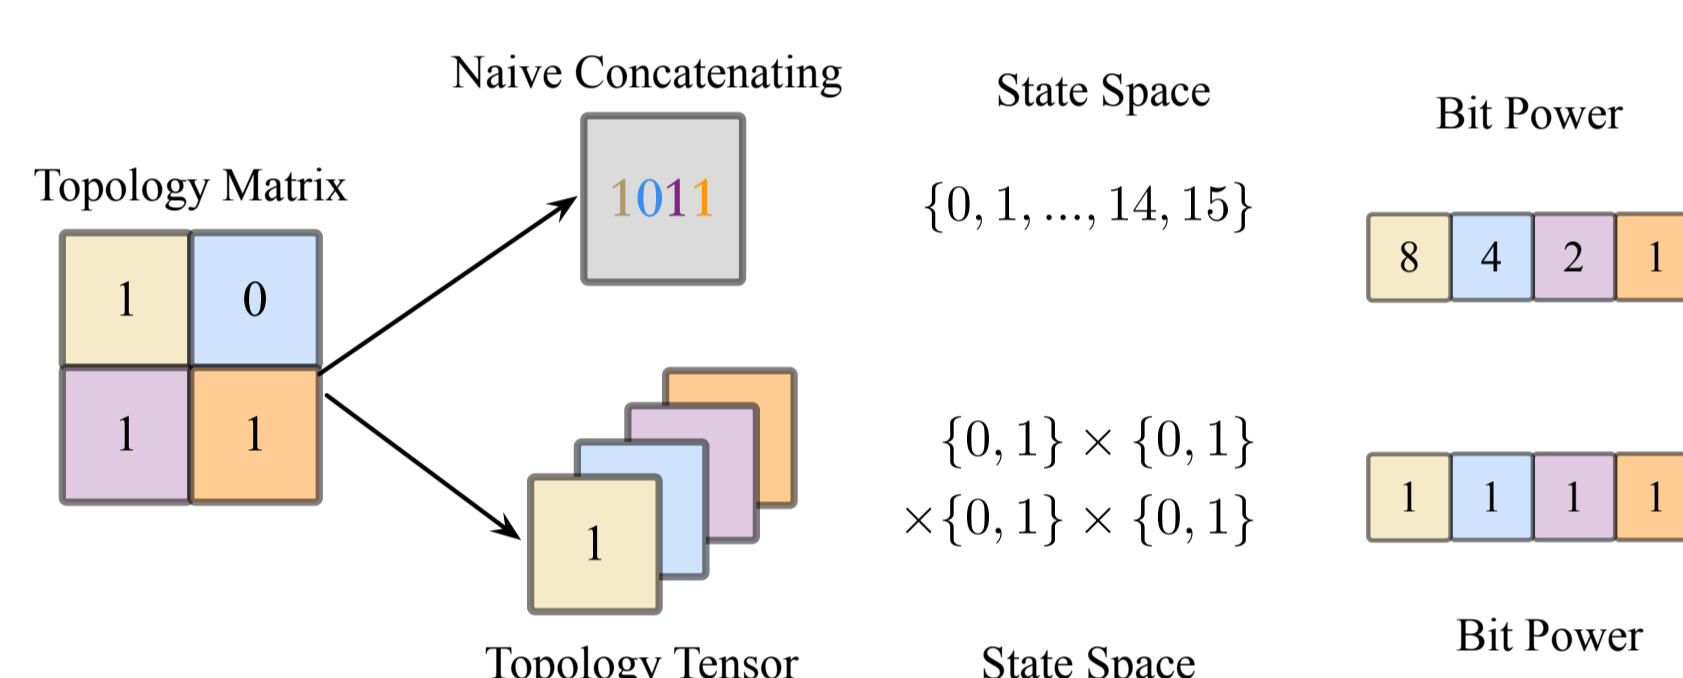 Naive Concatenating
State Space
Bit Power
Topology Matrix
1011
{0, 1, ..., 14, 15}
8 4 2 1
1 0
1 1
{0, 1} × {0, 1}
×{0, 1} × {0, 1}
1 1 1 1
1
Topology Tensor
State Space
Bit Power